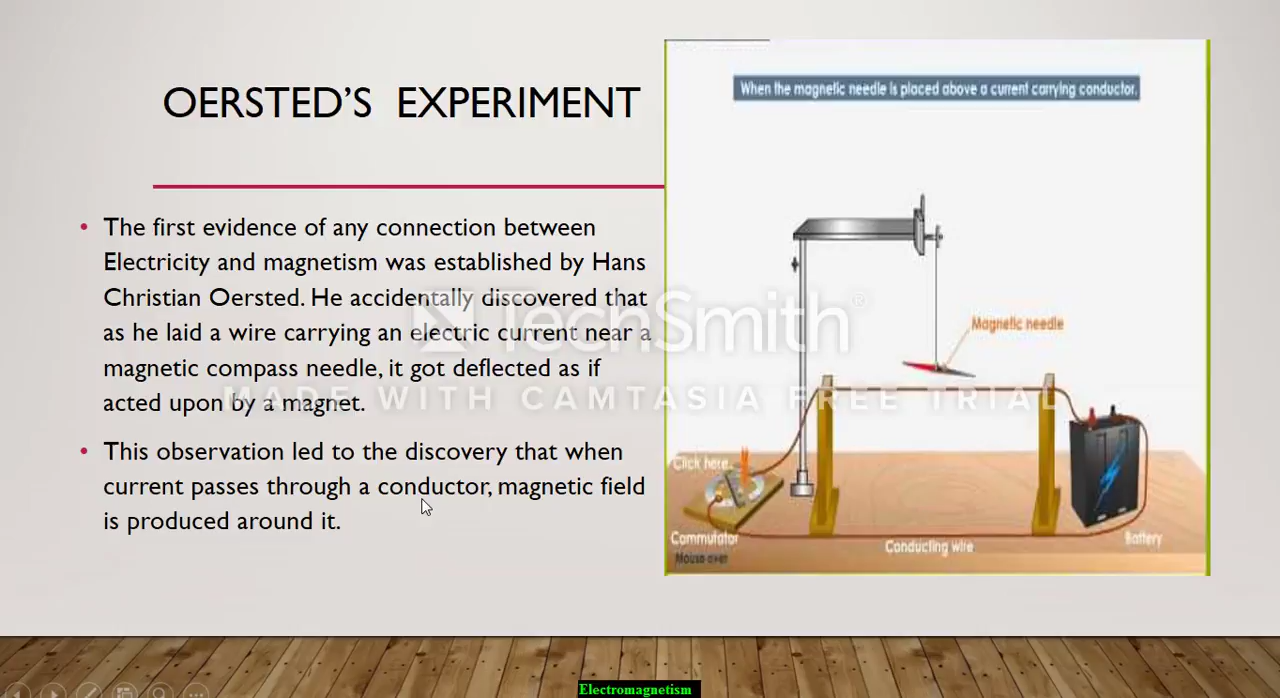 OERSTED'S EXPERIMENT
The first evidence of any connection between
Electricity and magnetism was established by Hans
Christian Oersted. He accidentally discovered that
as he laid a wire carrying an electric current near a
magnetic compass needle, it got deflected as if
acted upon by a magnet.
This observation led to the discovery that when
current passes through a conductor, magnetic field
is produced around it.
When the magnetic needle is placed above a current carrying conductor.
Magnetic needle
Click here..
Commutator
Mouse over
Conducting wire
Battery
TechSmith®
MADE WITH CAMTASIA FREE TRIAL
Electromagnetism